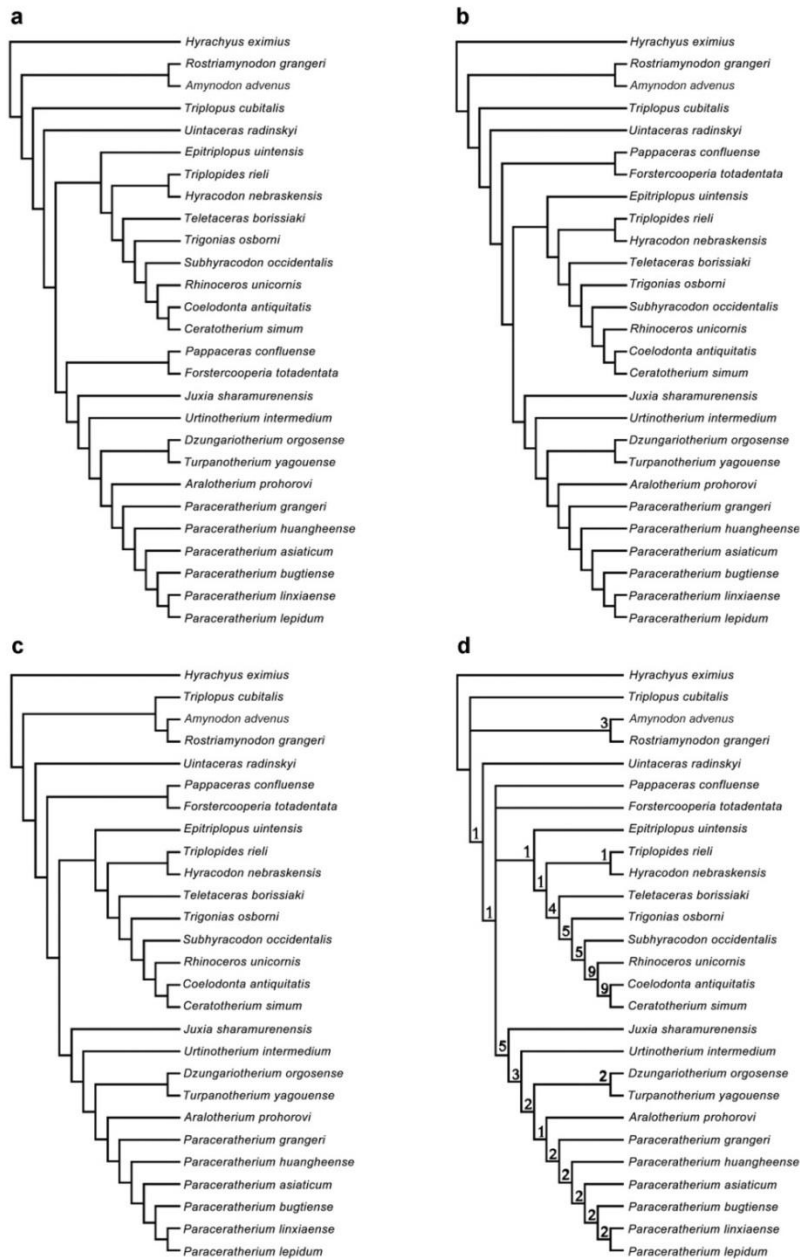 a
Hyrachyus eximius
Rostriamynodon grangeri
Amynodon advenus
Triplopus cubitalis
Uintaceras radinskyi
Epitriplopus uintensis
Triplopides rieli
Hyracodon nebraskensis
Teletaceras borissiaki
Trigonias osborni
Subhyracodon occidentalis
Rhinoceros unicornis
Coelodonta antiquitatis
Ceratotherium simum
Pappaceras confluense
Forstercooperia totadentata
Juxia sharamurenensis
Urtinotherium intermedium
Dzungariotherium orgosense
Turpanotherium yagouense
Aralotherium prohorovi
Paraceratherium grangeri
Paraceratherium huangheense
Paraceratherium asiaticum
Paraceratherium bugtiense
Paraceratherium linxiaense
Paraceratherium lepidum
b
Hyrachyus eximius
Rostriamynodon grangeri
Amynodon advenus
Triplopus cubitalis
Uintaceras radinskyi
Pappaceras confluense
Forstercooperia totadentata
Epitriplopus uintensis
Triplopides rieli
Hyracodon nebraskensis
Teletaceras borissiaki
Trigonias osborni
Subhyracodon occidentalis
Rhinoceros unicornis
Coelodonta antiquitatis
Ceratotherium simum
Juxia sharamurenensis
Urtinotherium intermedium
Dzungariotherium orgosense
Turpanotherium yagouense
Aralotherium prohorovi
Paraceratherium grangeri
Paraceratherium huangheense
Paraceratherium asiaticum
Paraceratherium bugtiense
Paraceratherium linxiaense
Paraceratherium lepidum
c
Hyrachyus eximius
Triplopus cubitalis
Amynodon advenus
Rostriamynodon grangeri
Uintaceras radinskyi
Pappaceras confluense
Forstercooperia totadentata
Epitriplopus uintensis
Triplopides rieli
Hyracodon nebraskensis
Teletaceras borissiaki
Trigonias osborni
Subhyracodon occidentalis
Rhinoceros unicornis
Coelodonta antiquitatis
Ceratotherium simum
Juxia sharamurenensis
Urtinotherium intermedium
Dzungariotherium orgosense
Turpanotherium yagouense
Aralotherium prohorovi
Paraceratherium grangeri
Paraceratherium huangheense
Paraceratherium asiaticum
Paraceratherium bugtiense
Paraceratherium linxiaense
Paraceratherium lepidum
d
Hyrachyus eximius
Triplopus cubitalis
3 Amynodon advenus
Rostriamynodon grangeri
Uintaceras radinskyi
Pappaceras confluense
Forstercooperia totadentata
1
Epitriplopus uintensis
1 1 Triplopides rieli
1
Hyracodon nebraskensis
4 Teletaceras borissiaki
1 5 Trigonias osborni
5 Subhyracodon occidentalis
9 Rhinoceros unicornis
9 Coelodonta antiquitatis
Ceratotherium simum
Juxia sharamurenensis
5
Urtinotherium intermedium
3 2 Dzungariotherium orgosense
2
Turpanotherium yagouense
1 Aralotherium prohorovi
2 Paraceratherium grangeri
2 Paraceratherium huangheense
2 Paraceratherium asiaticum
2 Paraceratherium bugtiense
2 Paraceratherium linxiaense
Paraceratherium lepidum